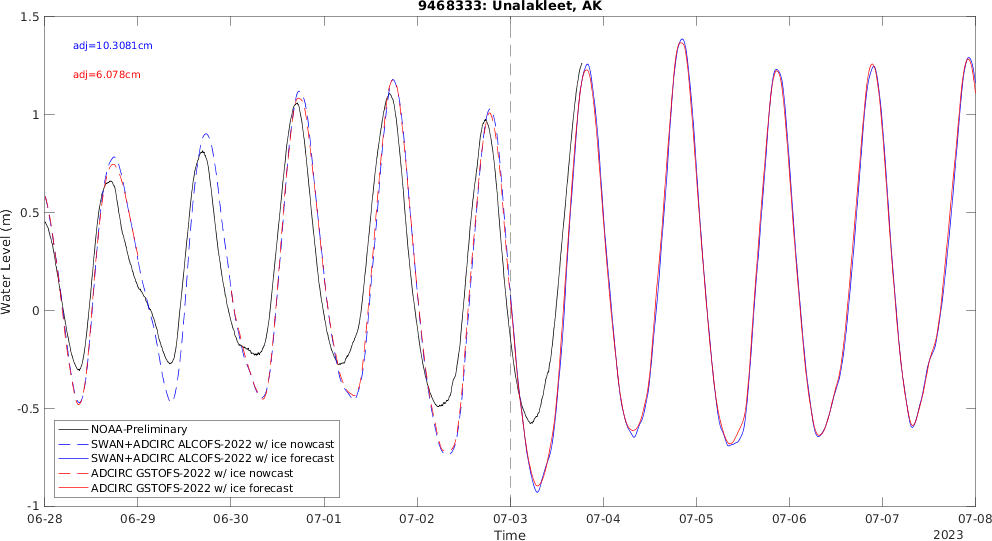 9468333: Unalakleet, AK
adj=10.3081cm
adj=6.078cm
1.5
1
0.5
0
-0.5
-1
Water Level (m)
NOAA-Preliminary
SWAN+ADCIRC ALCOFS-2022 w/ ice nowcast
SWAN+ADCIRC ALCOFS-2022 w/ ice forecast
ADCIRC GSTOFS-2022 w/ ice nowcast
ADCIRC GSTOFS-2022 w/ ice forecast
06-28 06-29 06-30 07-01 07-02 07-03 07-04 07-05 07-06 07-07 07-08
Time
2023